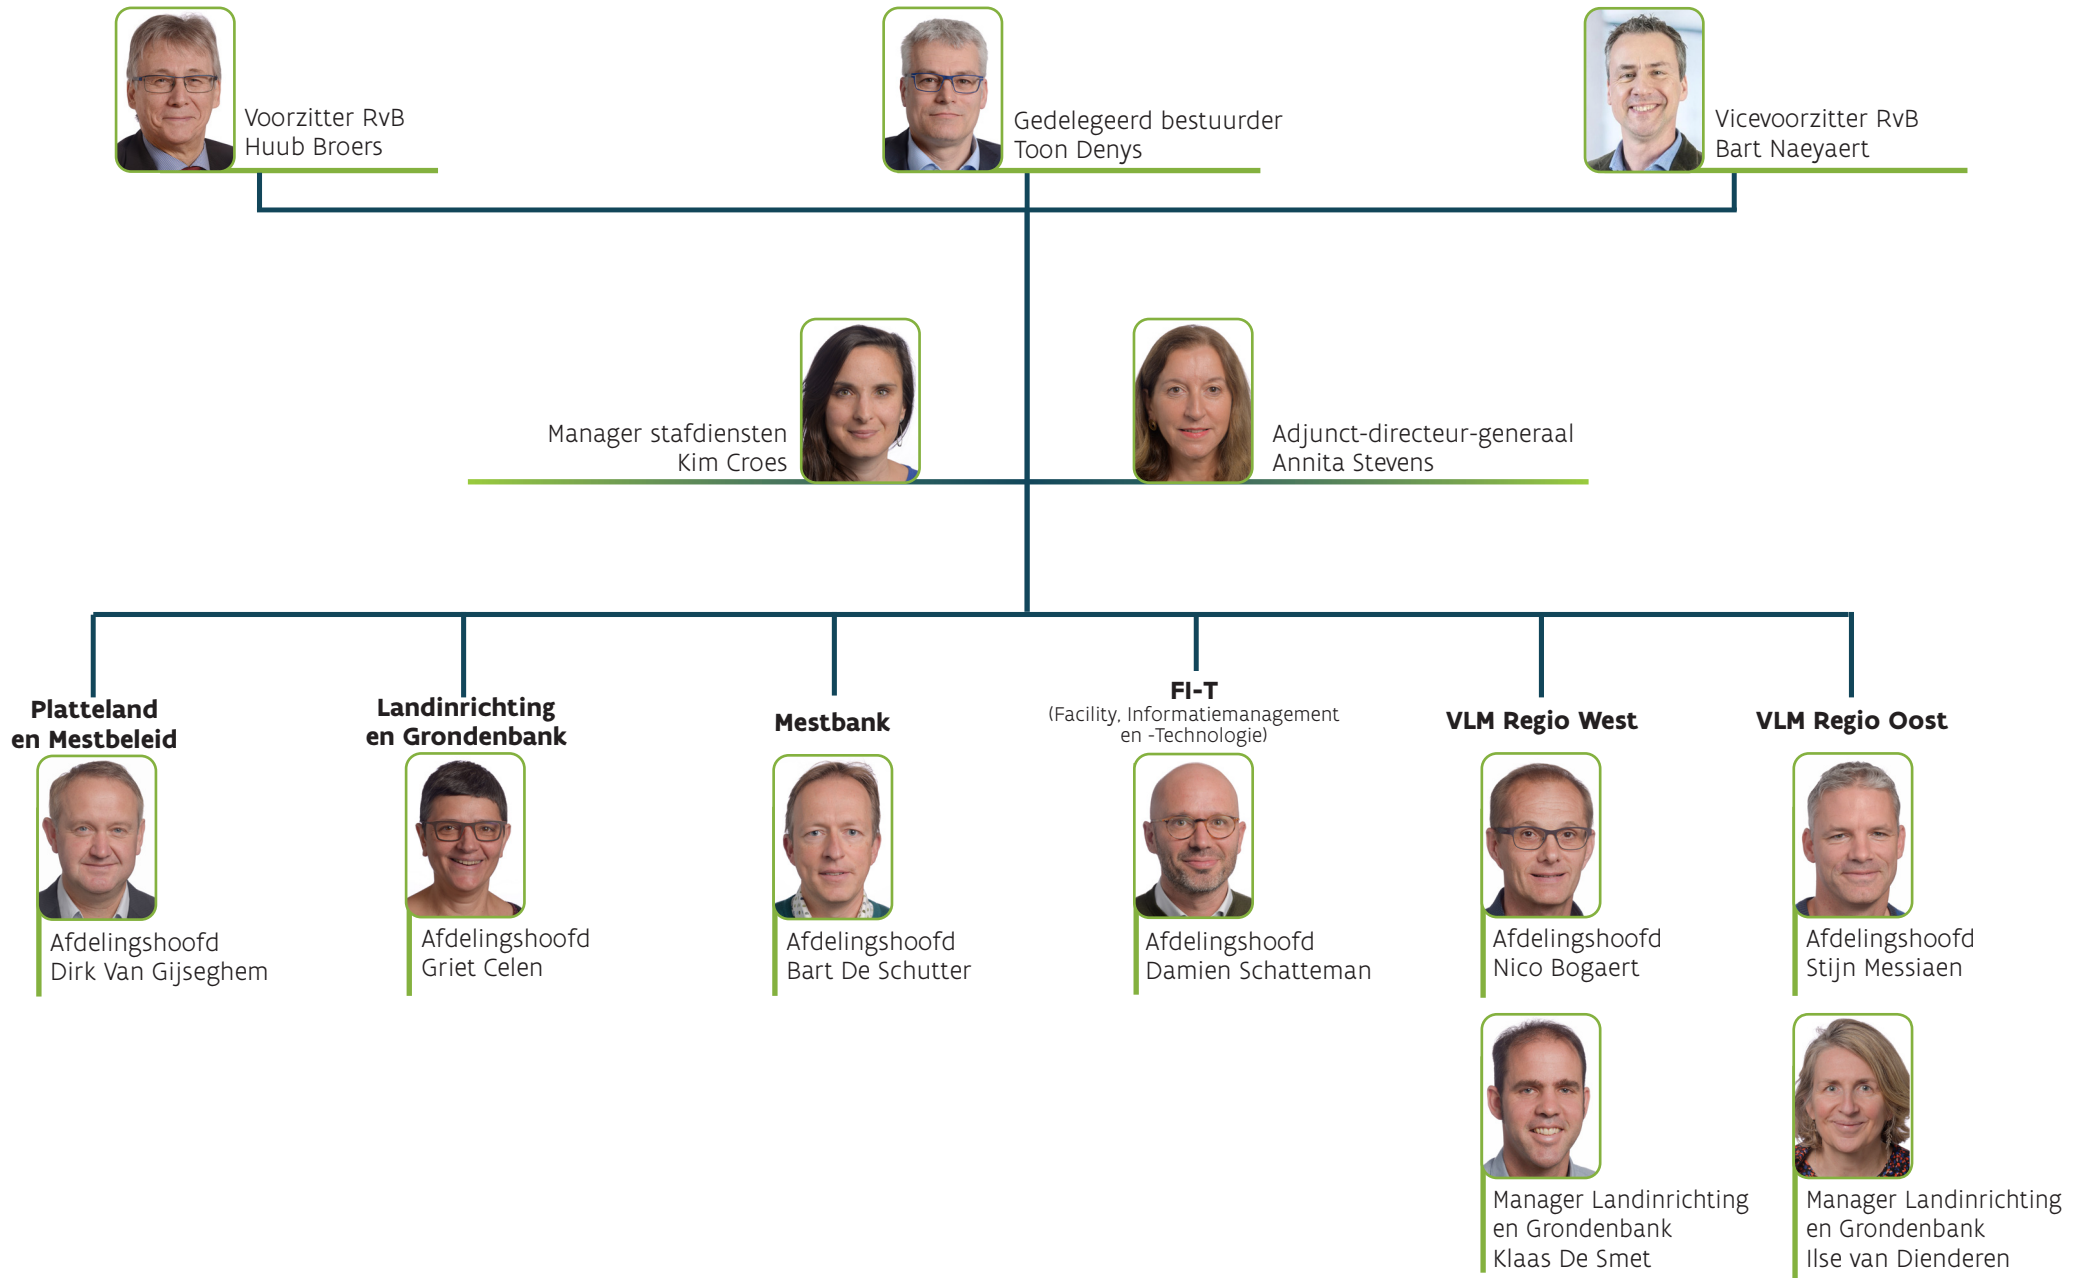 Voorzitter RvB
Huub Broers
Gedelegeerd bestuurder
Toon Denys
Vicevoorzitter RvB
Bart Naeyaert
Manager stafdiensten
Kim Croes
Adjunct-directeur-generaal
Annita Stevens
Platteland
en Mestbeleid
Afdelingshoofd
Dirk Van Gijseghem
Landinrichting
en Grondenbank
Afdelingshoofd
Griet Celen
Mestbank
Afdelingshoofd
Bart De Schutter
FI-T
(Facility, Informatiemanagement
en -Technologie)
Afdelingshoofd
Damien Schatteman
VLM Regio West
Afdelingshoofd
Nico Bogaert
Manager Landinrichting
en Grondenbank
Klaas De Smet
VLM Regio Oost
Afdelingshoofd
Stijn Messiaen
Manager Landinrichting
en Grondenbank
Ilse van Dienderen